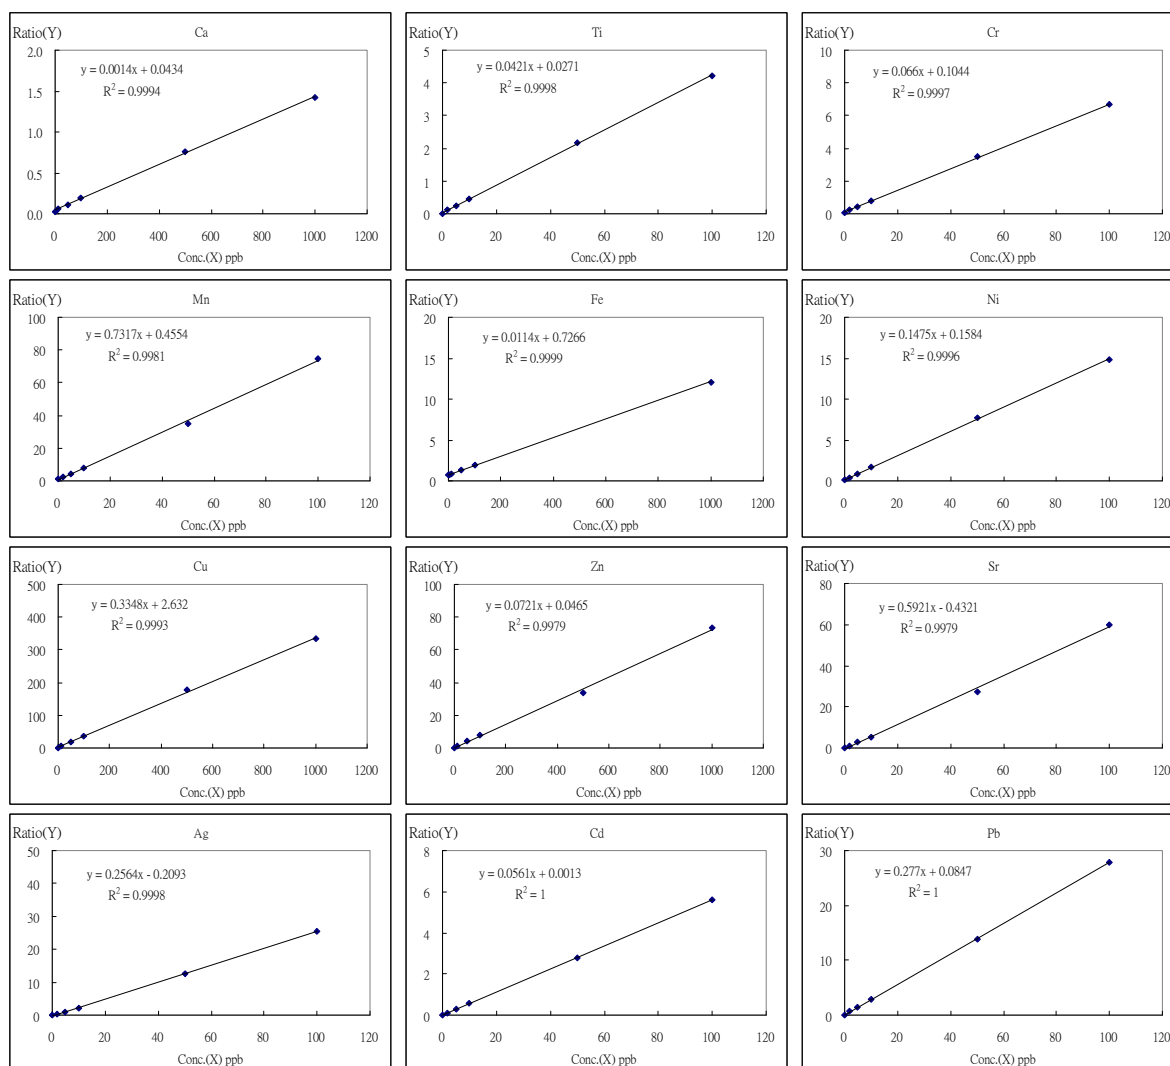 Ratio(Y)
Ca
y = 0.0014x + 0.0434
R² = 0.9994
2.0
1.5
1.0
0.5
0.0
0 200 400 600 800 1000 1200
Conc.(X) ppb
Ratio(Y)
Ti
y = 0.0421x + 0.0271
R² = 0.9998
5
4
3
2
1
0
0 20 40 60 80 100 120
Conc.(X) ppb
Ratio(Y)
Cr
y = 0.066x + 0.1044
R² = 0.9997
10
8
6
4
2
0
0 20 40 60 80 100 120
Conc.(X) ppb
Ratio(Y)
Mn
y = 0.7317x + 0.4554
R² = 0.9981
100
80
60
40
20
0
0 20 40 60 80 100 120
Conc.(X) ppb
Ratio(Y)
Fe
y = 0.0114x + 0.7266
R² = 0.9999
20
15
10
5
0
0 200 400 600 800 1000 1200
Conc.(X) ppb
Ratio(Y)
Ni
y = 0.1475x + 0.1584
R² = 0.9996
20
15
10
5
0
0 20 40 60 80 100 120
Conc.(X) ppb
Ratio(Y)
Cu
y = 0.3348x + 2.632
R² = 0.9993
500
400
300
200
100
0
0 200 400 600 800 1000 1200
Conc.(X) ppb
Ratio(Y)
Zn
y = 0.0721x + 0.0465
R² = 0.9979
100
80
60
40
20
0
0 200 400 600 800 1000 1200
Conc.(X) ppb
Ratio(Y)
Sr
y = 0.5921x - 0.4321
R² = 0.9979
80
60
40
20
0
0 20 40 60 80 100 120
Conc.(X) ppb
Ratio(Y)
Ag
y = 0.2564x - 0.2093
R² = 0.9998
50
40
30
20
10
0
0 20 40 60 80 100 120
Conc.(X) ppb
Ratio(Y)
Cd
y = 0.0561x + 0.0013
R² = 1
8
6
4
2
0
0 20 40 60 80 100 120
Conc.(X) ppb
Ratio(Y)
Pb
y = 0.277x + 0.0847
R² = 1
30
20
10
0
0 20 40 60 80 100 120
Conc.(X) ppb